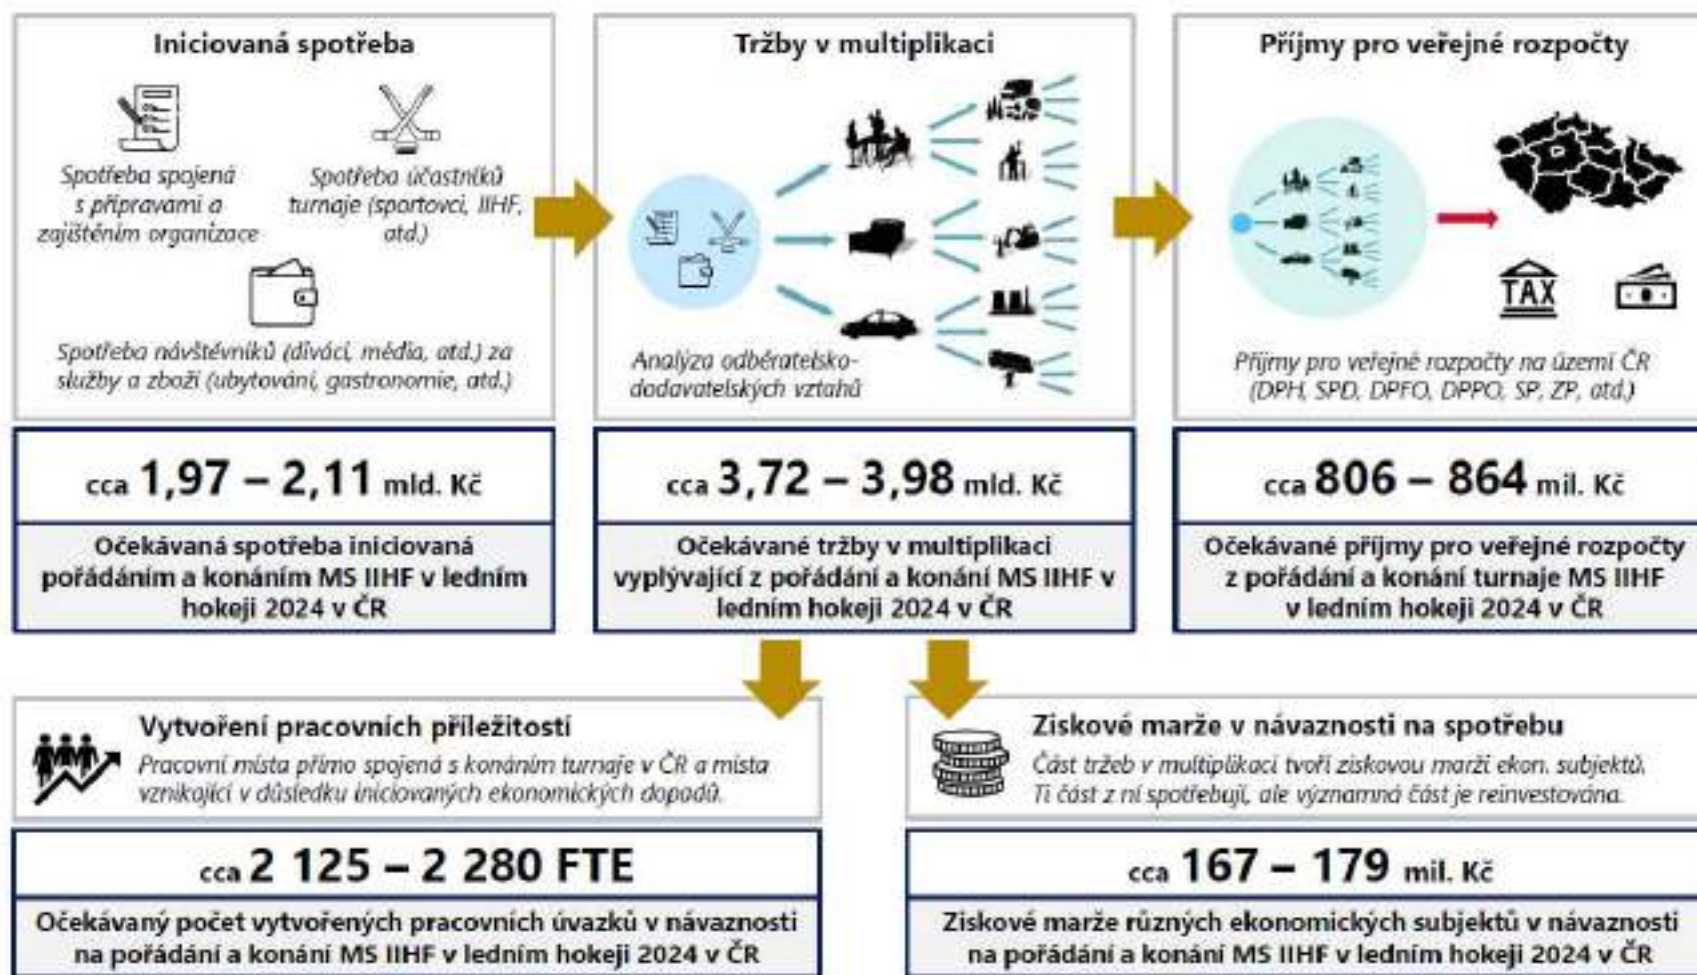 Iniciovaná spotřeba
Spotřeba spojená
s přípravami a
zajištěním organizace
Spotřeba účastníků
turnaje (sportovci, IIHF,
atd.)
Spotřeba návštěvníků (diváci, média, atd.) za
služby a zboží (ubytování, gastronomie, atd.)
cca 1,97 – 2,11 mld. Kč
Očekávaná spotřeba iniciovaná
pořádáním a konáním MS IIHF v ledním
hokeji 2024 v ČR
Tržby v multiplikaci
Analýza odběratelsko-
dodavatelských vztahů
cca 3,72 – 3,98 mld. Kč
Očekávané tržby v multiplikaci
vyplývající z pořádání a konání MS IIHF v
ledním hokeji 2024 v ČR
Příjmy pro veřejné rozpočty
TAX
Příjmy pro veřejné rozpočty na území ČR
(DPH, SPD, DPFO, DPPO, SP, ZP, atd.)
cca 806 – 864 mil. Kč
Očekávané příjmy pro veřejné rozpočty
z pořádání a konání turnaje MS IIHF
v ledním hokeji 2024 v ČR
Vytvoření pracovních příležitostí
Pracovní místa přímo spojená s konáním turnaje v ČR a místa
vznikající v důsledku iniciovaných ekonomických dopadů.
cca 2 125 – 2 280 FTE
Očekávaný počet vytvořených pracovních úvazků v návaznosti
na pořádání a konání MS IIHF v ledním hokeji 2024 v ČR
Ziskové marže v návaznosti na spotřebu
Část tržeb v multiplikaci tvoří ziskovou marži ekon. subjektů.
Ti část z ní spotřebují, ale významná část je reinvestována.
cca 167 – 179 mil. Kč
Ziskové marže různých ekonomických subjektů v návaznosti
na pořádání a konání MS IIHF v ledním hokeji 2024 v ČR